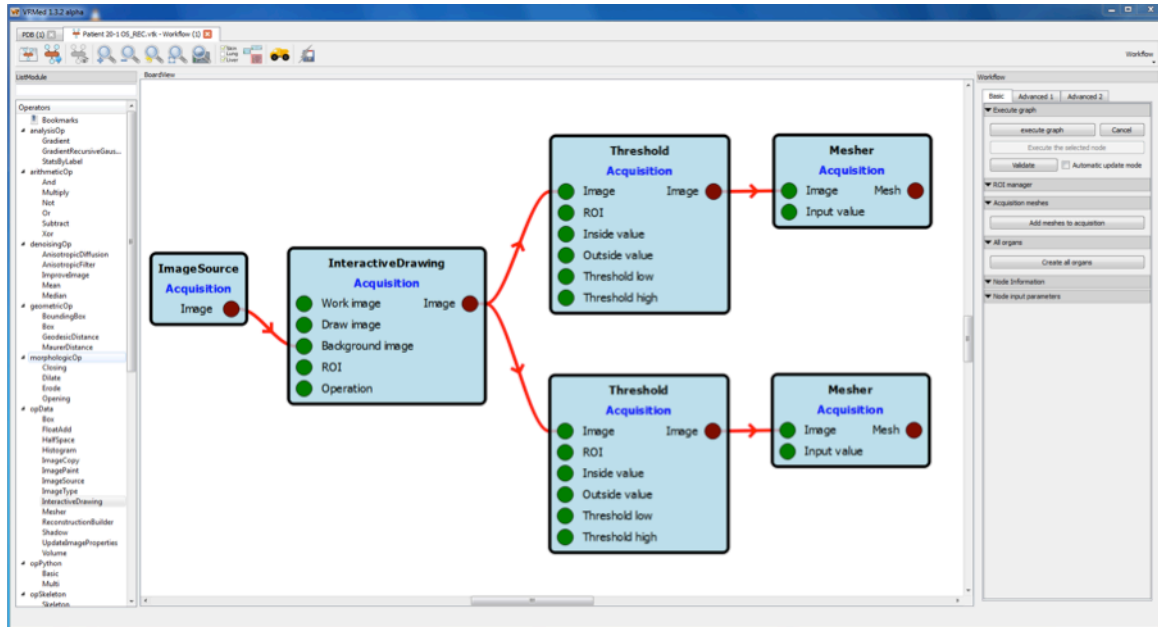 VP.Med 1.3.2 alpha
PDB (1)
Patient 20-1 OS_REC.vtk - Workflow (1)
Skin
Lung
Liver
Workflow
ListModule
BoardView
Workflow
Operators
Bookmarks
analysisOp
Gradient
GradientRecursiveGaus...
StatsByLabel
arithmeticOp
And
Multiply
Not
Or
Subtract
Xor
denoisingOp
AnisotropicDiffusion
AnisotropicFilter
ImproveImage
Mean
Median
geometricOp
BoundingBox
Box
GeodesicDistance
MaurerDistance
morphologicOp
Closing
Dilate
Erode
Opening
opData
Box
FloatAdd
HalfSpace
Histogram
ImageCopy
ImagePaint
ImageSource
ImageType
InteractiveDrawing
Mesher
ReconstructionBuilder
Shadow
UpdateImageProperties
Volume
opPython
Basic
Multi
opSkeleton
Skeleton
ImageSource
Acquisition
Image
InteractiveDrawing
Acquisition
Work image Image
Draw image
Background image
ROI
Operation
Threshold
Acquisition
Image Image
ROI
Inside value
Outside value
Threshold low
Threshold high
Mesher
Acquisition
Image Mesh
Input value
Threshold
Acquisition
Image Image
ROI
Inside value
Outside value
Threshold low
Threshold high
Mesher
Acquisition
Image Mesh
Input value
Basic Advanced 1 Advanced 2
Execute graph
execute graph Cancel
Execute the selected node
Validate Automatic update node
ROI manager
Acquisition meshes
Add meshes to acquisition
All organs
Create all organs
Node Information
Node input parameters